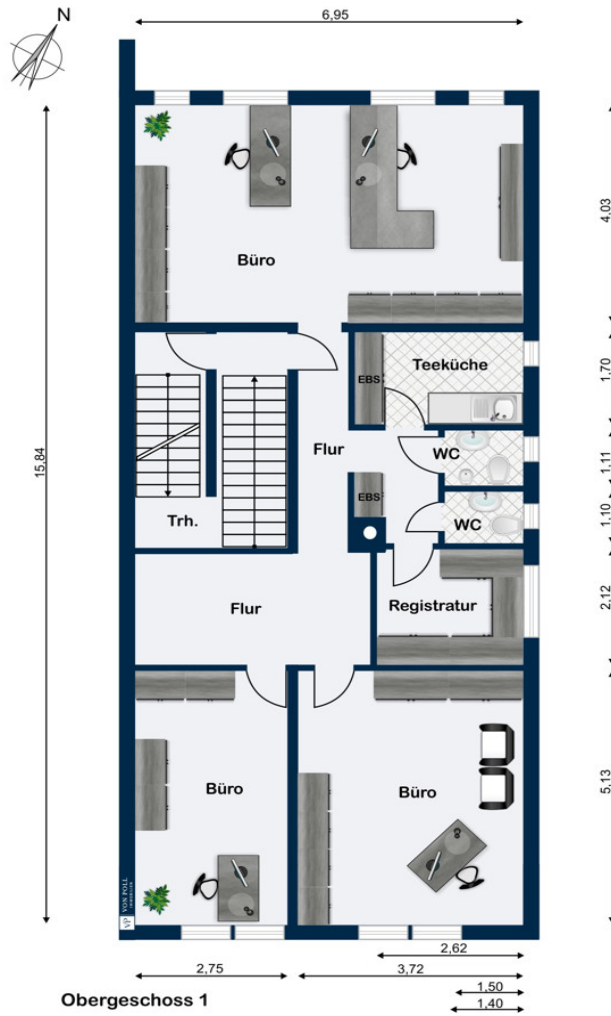 N
6,95
4,03
Büro
Teeküche
EBS
1,70
15,84
Flur
WC
1,11
EBS
Trh.
WC
1,10
Flur
Registratur
2,12
Büro
Büro
5,13
VON POLL
IMMOBILIEN
VP
2,62
2,75
3,72
1,50
1,40
Obergeschoss 1